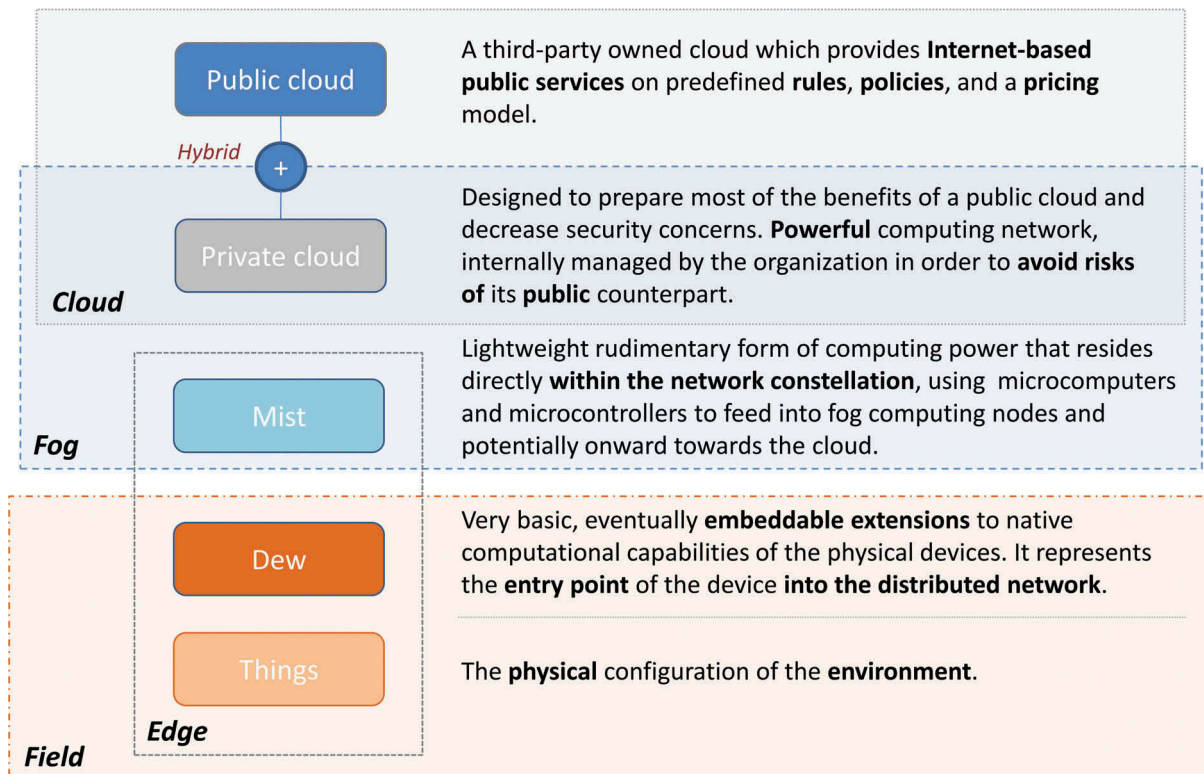 Public cloud
A third-party owned cloud which provides Internet-based
public services on predefined rules, policies, and a pricing
model.
Hybrid
+
Private cloud
Designed to prepare most of the benefits of a public cloud and
decrease security concerns. Powerful computing network,
internally managed by the organization in order to avoid risks
of its public counterpart.
Cloud
Mist
Lightweight rudimentary form of computing power that resides
directly within the network constellation, using microcomputers
and microcontrollers to feed into fog computing nodes and
potentially onward towards the cloud.
Fog
Dew
Very basic, eventually embeddable extensions to native
computational capabilities of the physical devices. It represents
the entry point of the device into the distributed network.
Things
The physical configuration of the environment.
Edge
Field